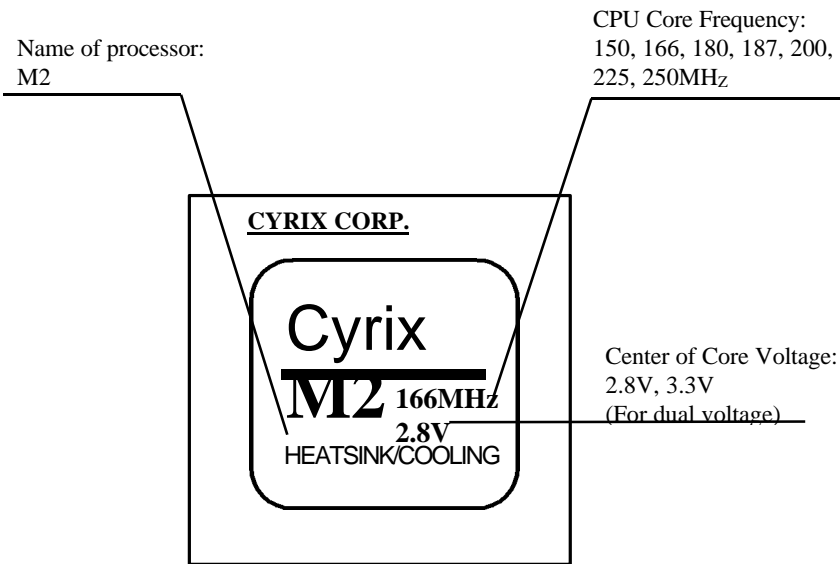 Name of processor:
M2
CPU Core Frequency:
150, 166, 180, 187, 200,
225, 250MHz
CYRIX CORP.
Cyrix
M2 166MHz
2.8V
HEATSINK/COOLING
Center of Core Voltage:
2.8V, 3.3V
(For dual voltage)